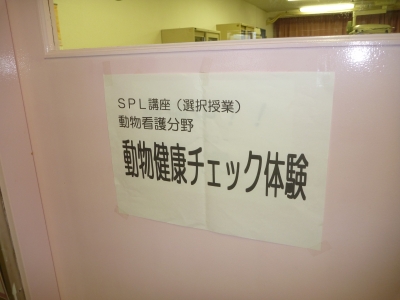 ＳＰＬ講座（選択授業）
動物看護分野
動物健康チェック体験